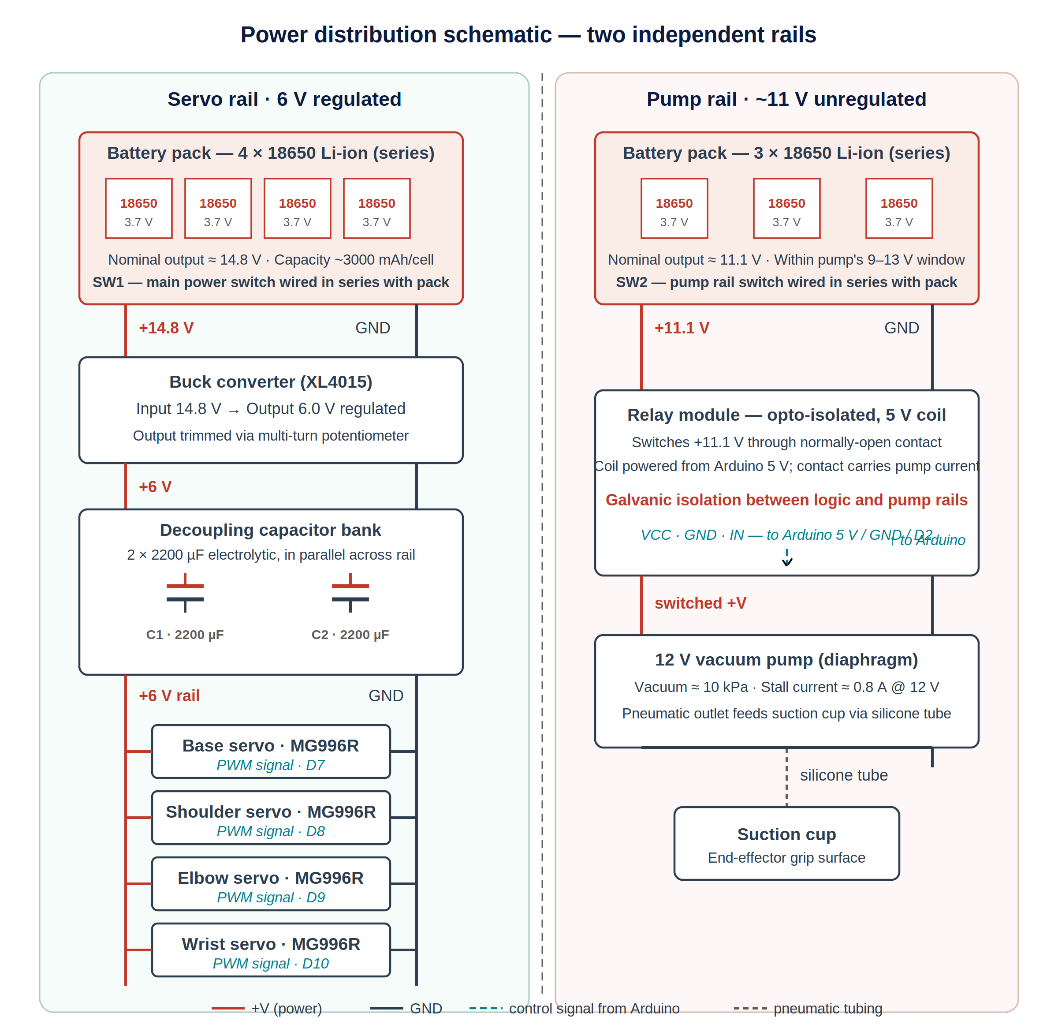 Power distribution schematic — two independent rails
Servo rail · 6 V regulated
Battery pack — 4 × 18650 Li-ion (series)
18650 18650 18650 18650
3.7 V 3.7 V 3.7 V 3.7 V
Nominal output ≈ 14.8 V · Capacity ~3000 mAh/cell
SW1 — main power switch wired in series with pack
+14.8 V GND
Buck converter (XL4015)
Input 14.8 V → Output 6.0 V regulated
Output trimmed via multi-turn potentiometer
+6 V
Decoupling capacitor bank
2 × 2200 µF electrolytic, in parallel across rail
C1 · 2200 µF C2 · 2200 µF
+6 V rail GND
Base servo · MG996R
PWM signal · D7
Shoulder servo · MG996R
PWM signal · D8
Elbow servo · MG996R
PWM signal · D9
Wrist servo · MG996R
PWM signal · D10
Pump rail · ~11 V unregulated
Battery pack — 3 × 18650 Li-ion (series)
18650 18650 18650
3.7 V 3.7 V 3.7 V
Nominal output ≈ 11.1 V · Within pump's 9–13 V window
SW2 — pump rail switch wired in series with pack
+11.1 V GND
Relay module — opto-isolated, 5 V coil
Switches +11.1 V through normally-open contact
Coil powered from Arduino 5 V; contact carries pump current
Galvanic isolation between logic and pump rails
VCC · GND · IN — to Arduino 5 V / GND / D2
to Arduino
switched +V
12 V vacuum pump (diaphragm)
Vacuum ≈ 10 kPa · Stall current ≈ 0.8 A @ 12 V
Pneumatic outlet feeds suction cup via silicone tube
silicone tube
Suction cup
End-effector grip surface
+V (power) GND control signal from Arduino pneumatic tubing